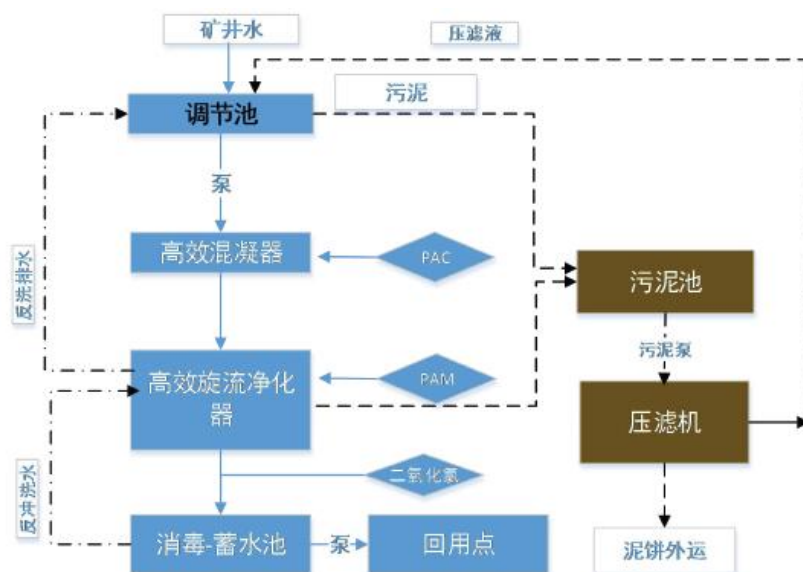 矿井水
压滤液
污泥
调节池
泵
高效混凝器
PAC
污泥池
反洗排水
污泥泵
高效旋流净化
器
PAM
压滤机
二氧化氯
反冲洗水
消毒-蓄水池
泵
回用点
泥饼外运